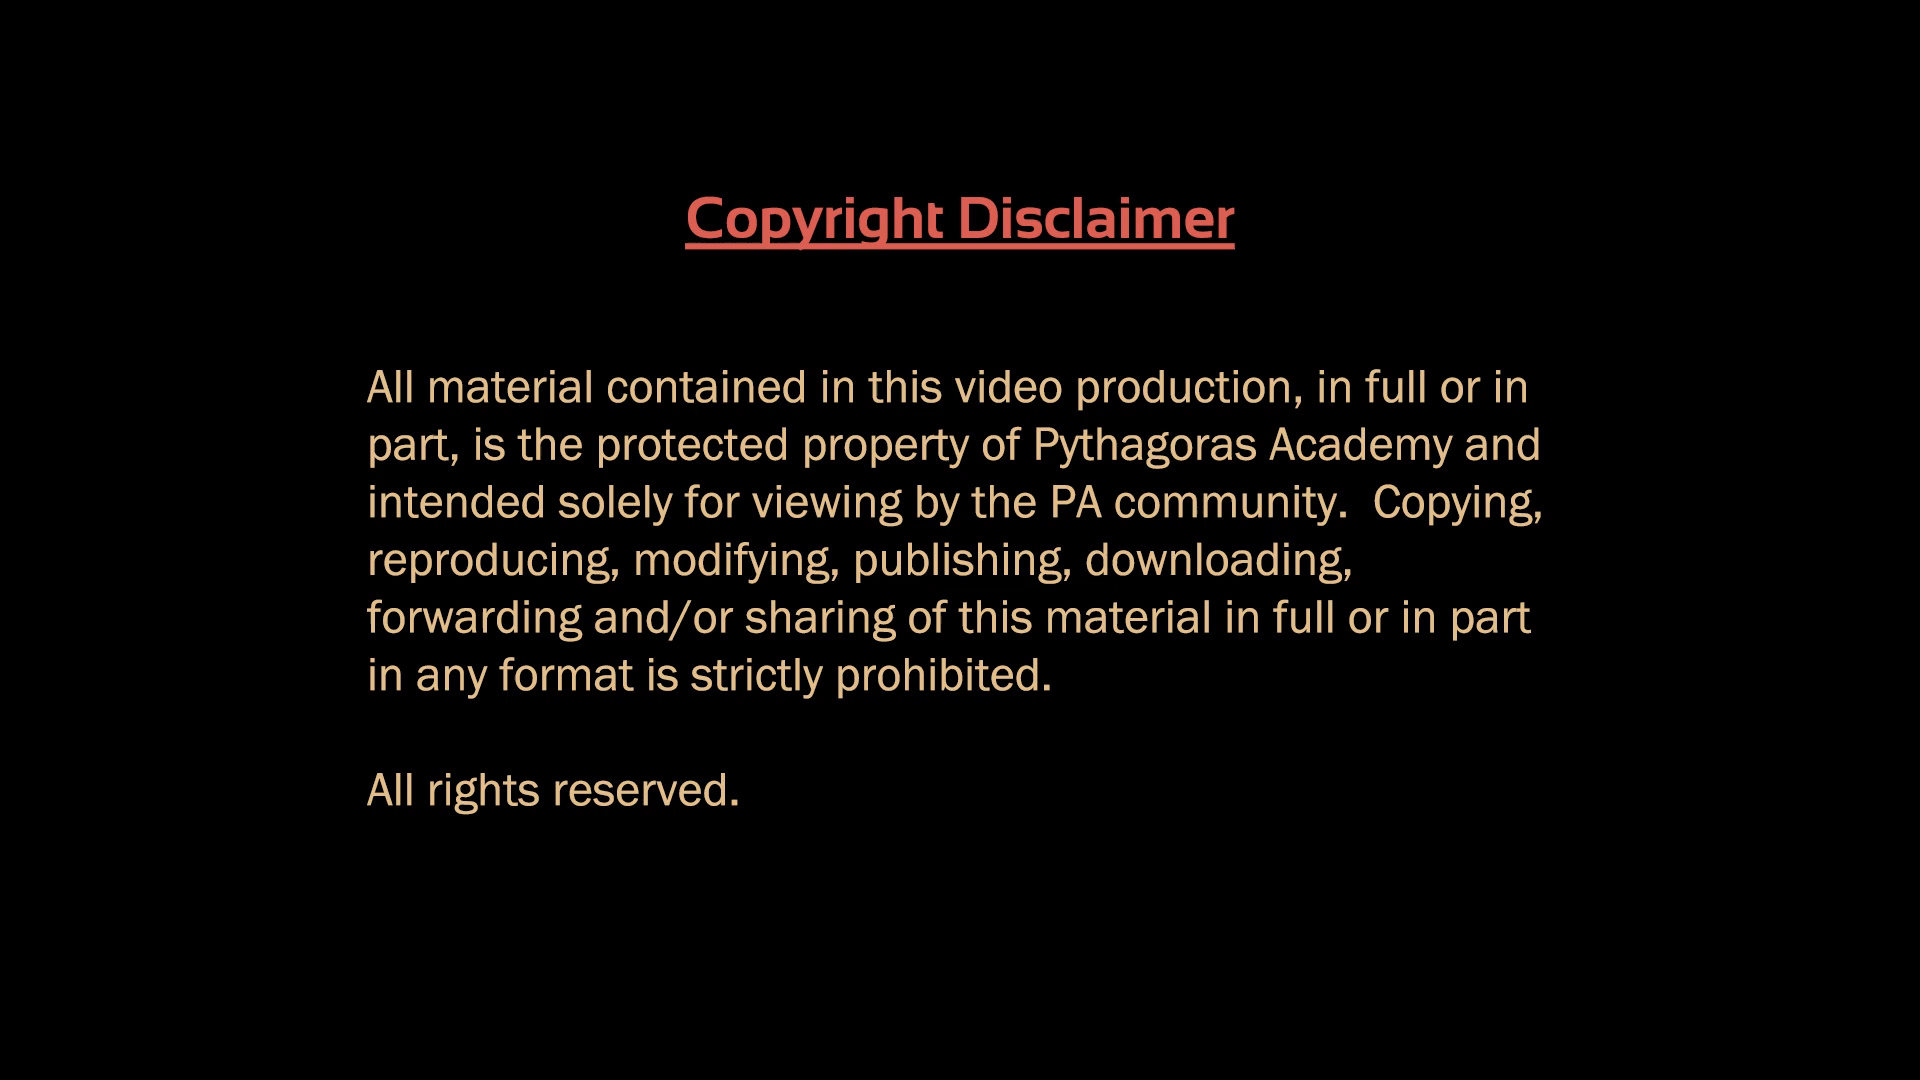 Copyright Disclaimer
All material contained in this video production, in full or in
part, is the protected property of Pythagoras Academy and
intended solely for viewing by the PA community.  Copying,
reproducing, modifying, publishing, downloading,
forwarding and/or sharing of this material in full or in part
in any format is strictly prohibited.
All rights reserved.